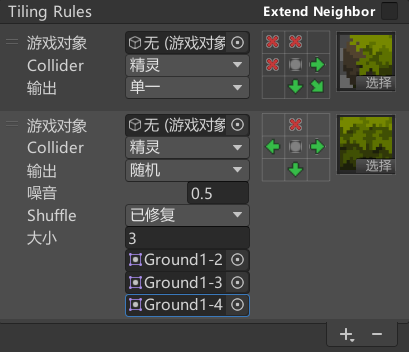 Tiling Rules Extend Neighbor
游戏对象 无 (游戏对象
Collider 精灵
输出 单一
选择
游戏对象 无 (游戏对象
Collider 精灵
输出 随机
选择
噪音 0.5
Shuffle 已修复
大小 3
Ground1-2
Ground1-3
Ground1-4